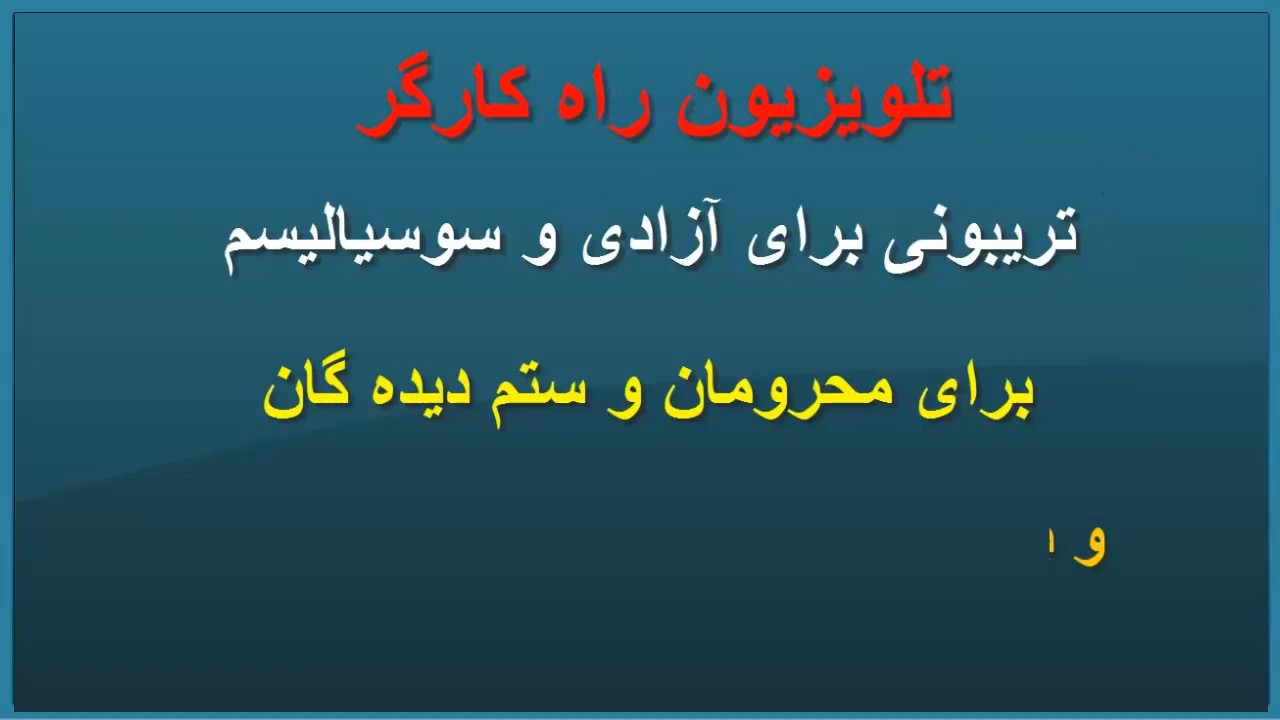 تلویزیون راه کارگر
تریبونی برای آزادی و سوسیالیسم
برای محرومان و ستم دیده گان
و